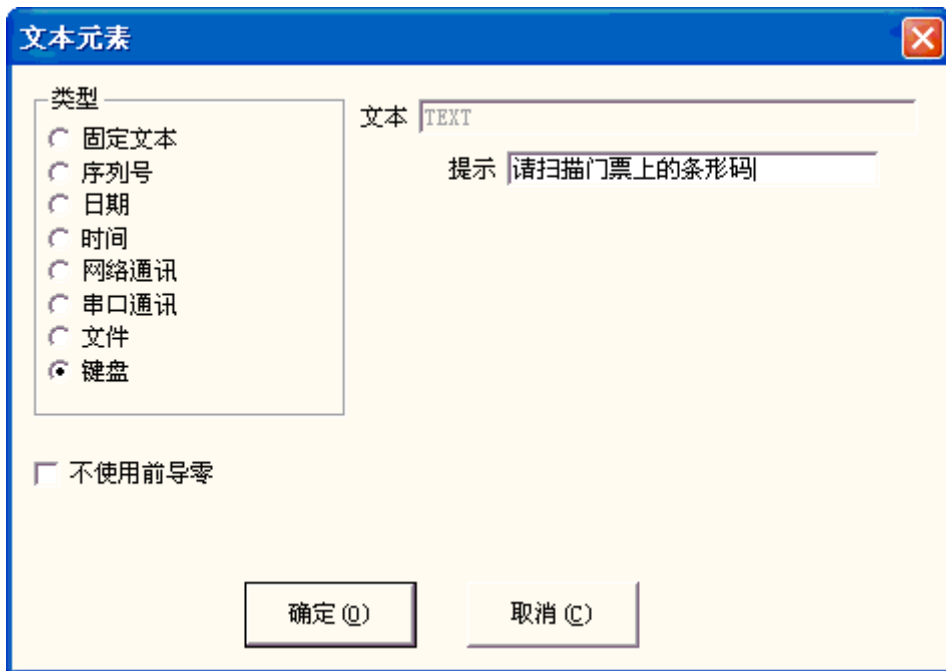 文本元素
类型
固定文本
序列号
日期
时间
网络通讯
串口通讯
文件
键盘
文本 TEXT
提示 请扫描门票上的条形码
不使用前导零
确定(O) 取消(C)